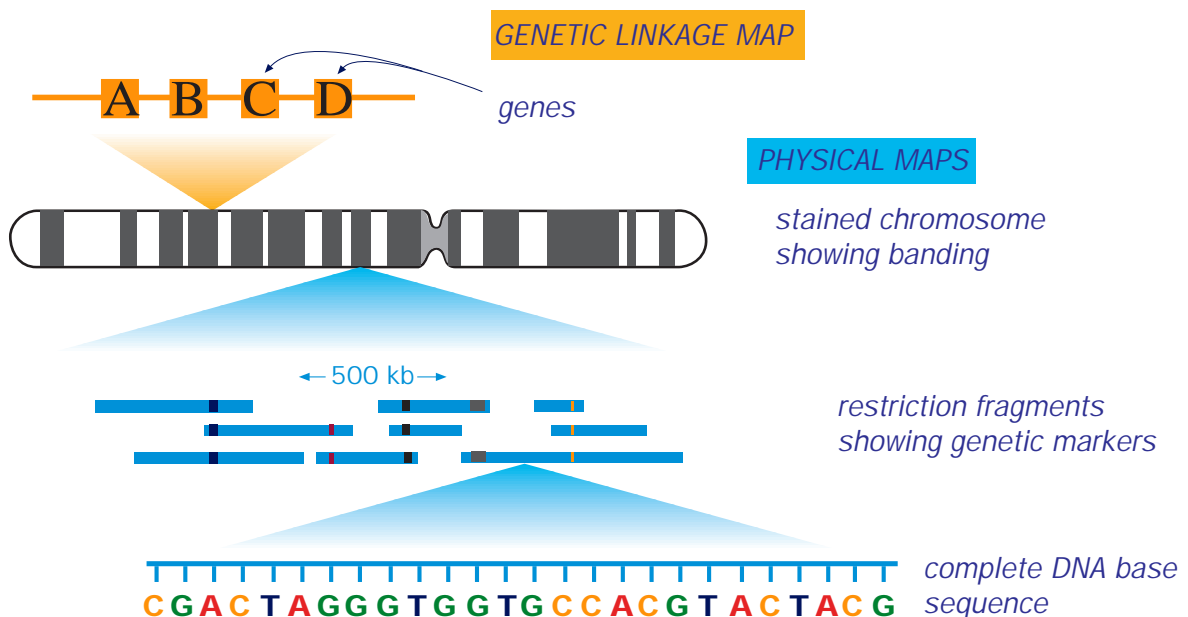 GENETIC LINKAGE MAP
A B C D
genes
PHYSICAL MAPS
stained chromosome
showing banding
500 kb
restriction fragments
showing genetic markers
complete DNA base
sequence
CGACTAGGGTGGTGCCACGTACTACG